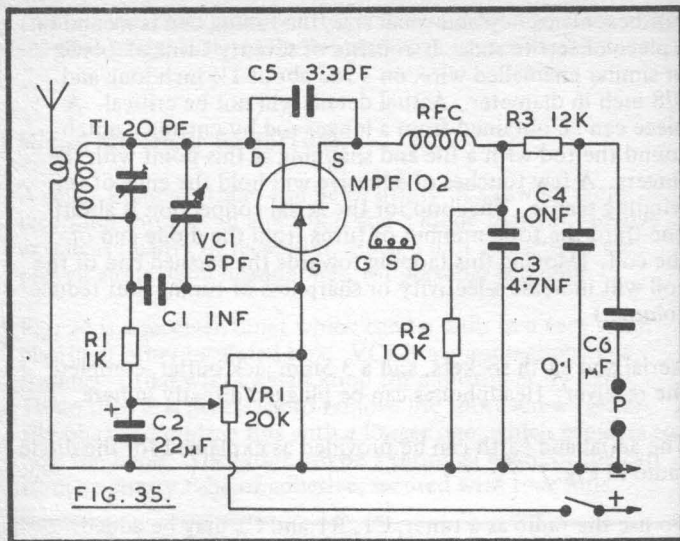 C5 3·3PF
T1 20 PF
D
RFC
R3 12K
MPF102
C4
10NF
VC1
25PF
G
G D
C3
4·7NF
C1 1NF
R1
1K
R2
10K
C6
0·1 µF
VR1
20K
P
+
C2
22µF
+
FIG. 35.